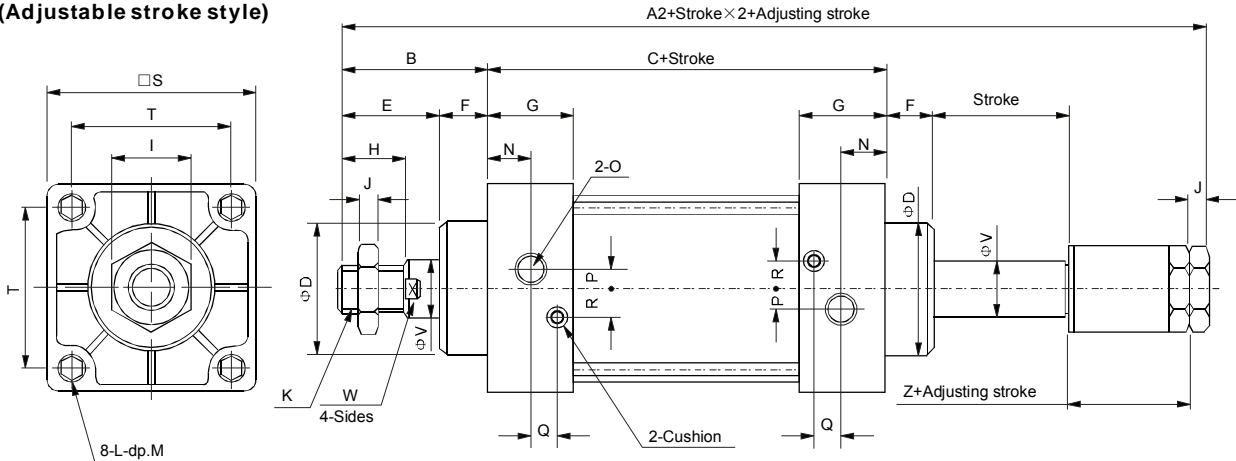 (Adjustable stroke style)
A2+Stroke×2+Adjusting stroke
B
C+Stroke
□S
E
F
G
G
F
Stroke
T
I
H
N
N
J
2-O
J
T
ΦD
P
R
R
P
ΦD
ΦV
ΦV
K
W
4-Sides
Z+Adjusting stroke
Q
2-Cushion
Q
8-L-dp.M